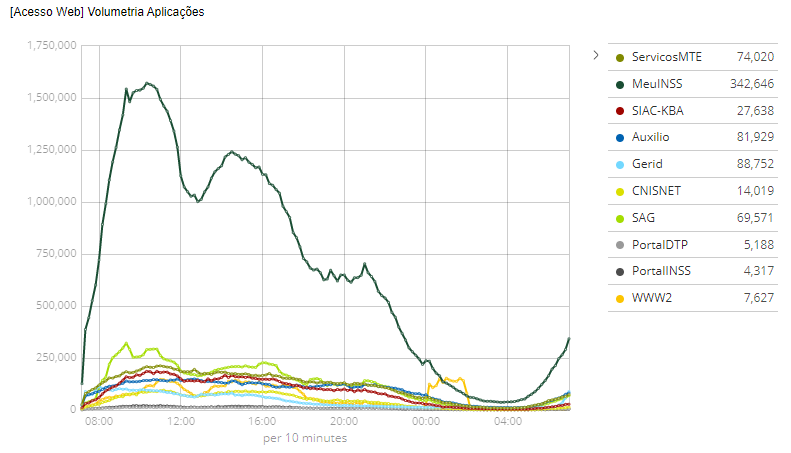 [Acesso Web] Volumetria Aplicações
1,750,000
1,500,000
1,250,000
1,000,000
750,000
500,000
250,000
0
08:00 12:00 16:00 20:00 00:00 04:00
per 10 minutes
ServicosMTE 74,020
MeuINSS 342,646
SIAC-KBA 27,638
Auxilio 81,929
Gerid 88,752
CNISNET 14,019
SAG 69,571
PortalDTP 5,188
PortalINSS 4,317
WWW2 7,627